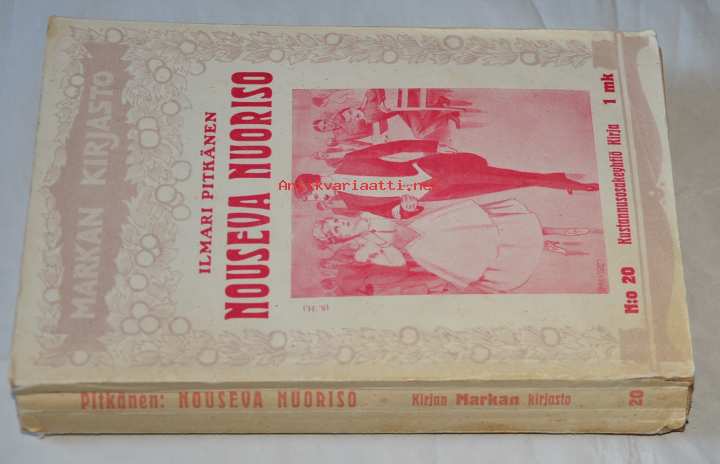 MARKAN KIRJASTO
ILMARI PITKÄNEN
NOUSEVA NUORISO
Antikvariaatti.net
(S. 24.)
N:o 20 Kustannusosakeyhtiö Kirja 1 mk
Pitkänen: NOUSEVA NUORISO Kirjan Markan kirjasto 20